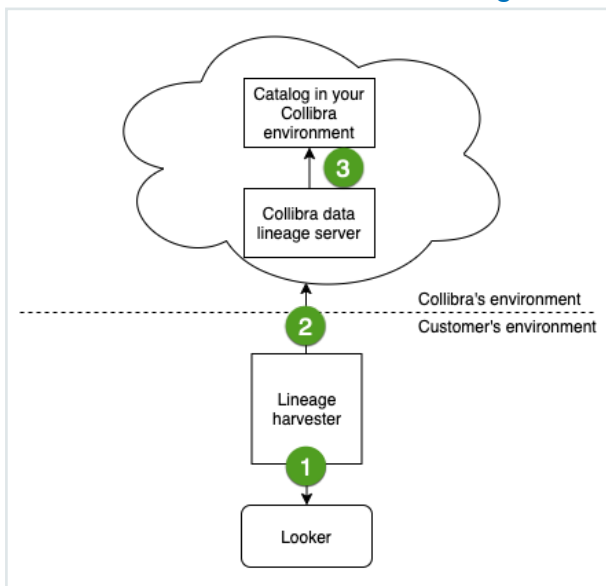 Catalog in your
Collibra
environment
3
Collibra data
lineage server
Collibra's environment
2
Customer's environment
Lineage
harvester
1
Looker